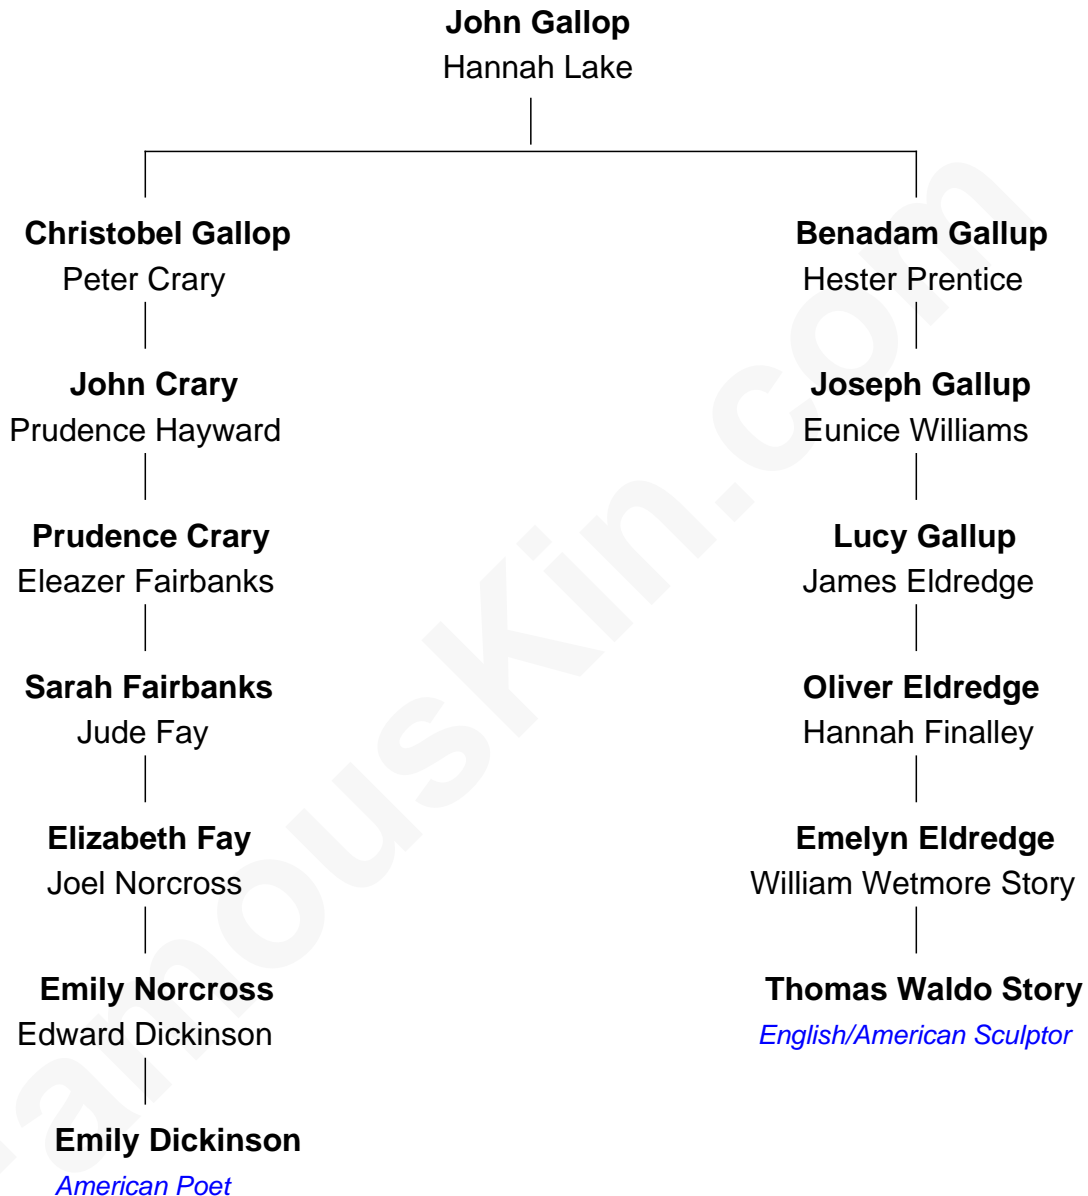 John Gallop
Hannah Lake
Christobel Gallop
Peter Crary
John Crary
Prudence Hayward
Prudence Crary
Eleazer Fairbanks
Sarah Fairbanks
Jude Fay
Elizabeth Fay
Joel Norcross
Emily Norcross
Edward Dickinson
Emily Dickinson
American Poet
Benadam Gallup
Hester Prentice
Joseph Gallup
Eunice Williams
Lucy Gallup
James Eldredge
Oliver Eldredge
Hannah Finalley
Emelyn Eldredge
William Wetmore Story
Thomas Waldo Story
English/American Sculptor
FamousKin.com